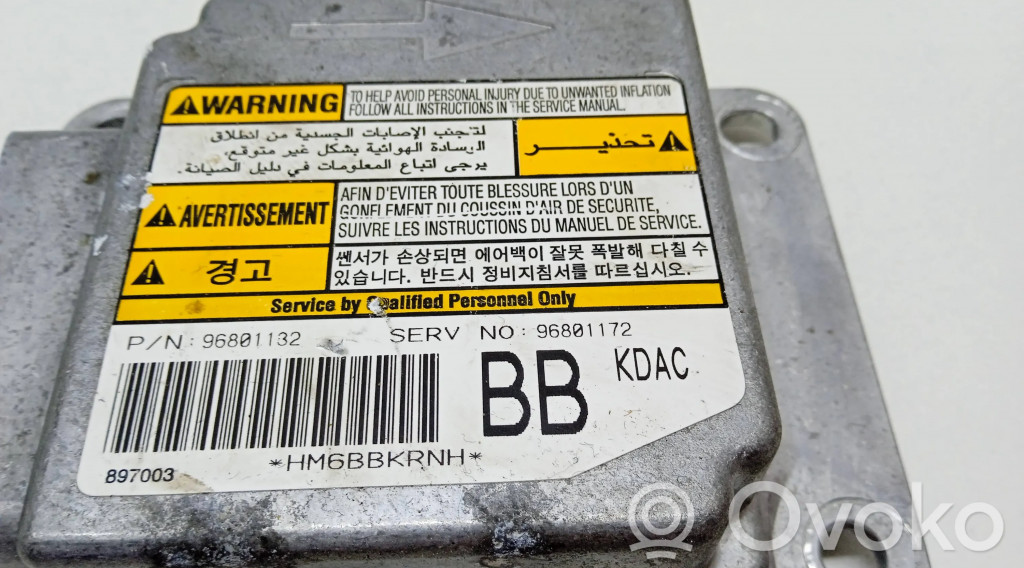 WARNING
TO HELP AVOID PERSONAL INJURY DUE TO UNWANTED INFLATION
FOLLOW ALL INSTRUCTIONS IN THE SERVICE MANUAL.
تحذير
لتجنب الإصابات الجسدية من انطلاق
الوسادة الهوائية بشكل غير متوقع،
يرجى اتباع المعلومات في دليل الصيانة.
AVERTISSEMENT
AFIN D'EVITER TOUTE BLESSURE LORS D'UN
GONFLEMENT DU COUSSIN D'AIR DE SECURITE,
SUIVRE LES INSTRUCTIONS DU MANUEL DE SERVICE.
경고
쎈서가 손상되면 에어백이 잘못 폭발해 다칠 수
있습니다. 반드시 정비지침서를 따르십시오.
Service by Qualified Personnel Only
P/N: 96801132 SERV NO: 96801172
BB KDAC
*HM6BBKRNH*
897003
Ovoko